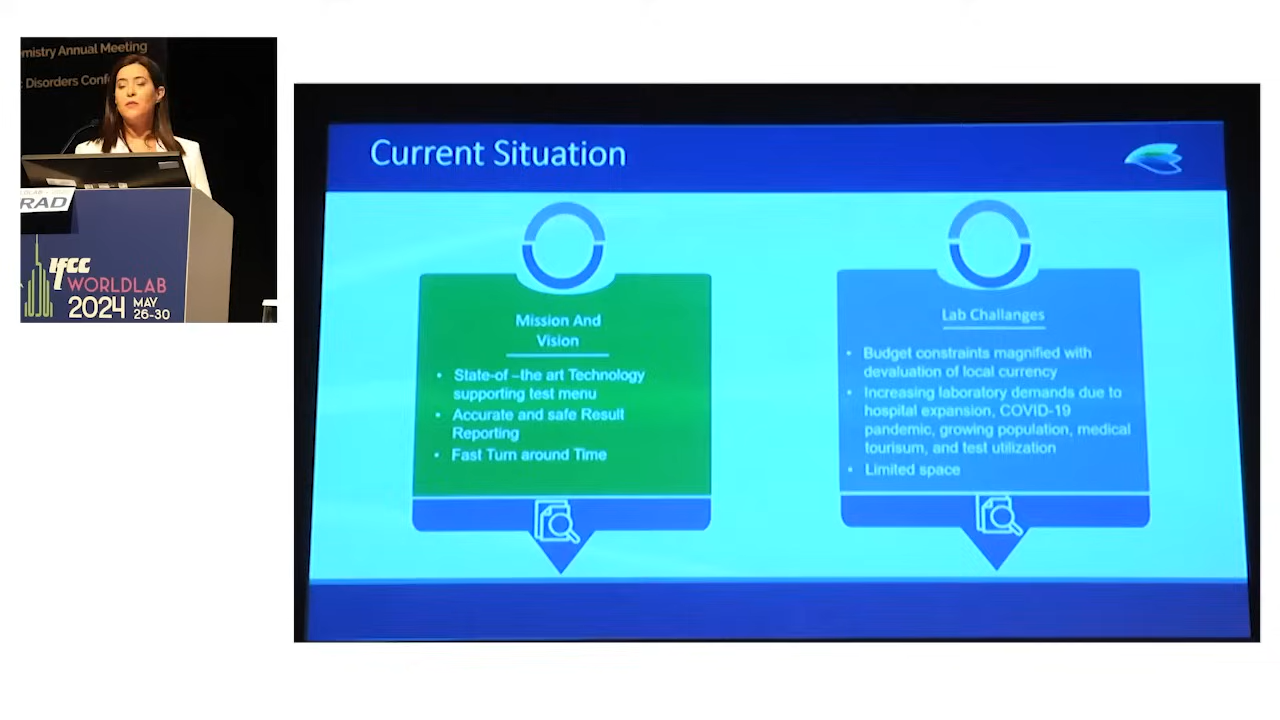 mistry Annual Meeting
Disorders Conf
RAD
IFCC
WORLDLAB
2024 MAY
26-30
Current Situation
Mission And
Vision
• State-of –the art Technology
supporting test menu
• Accurate and safe Result
Reporting
• Fast Turn around Time
Lab Challanges
• Budget constraints magnified with
devaluation of local currency
• Increasing laboratory demands due to
hospital expansion, COVID-19
pandemic, growing population, medical
tourisum, and test utilization
• Limited space